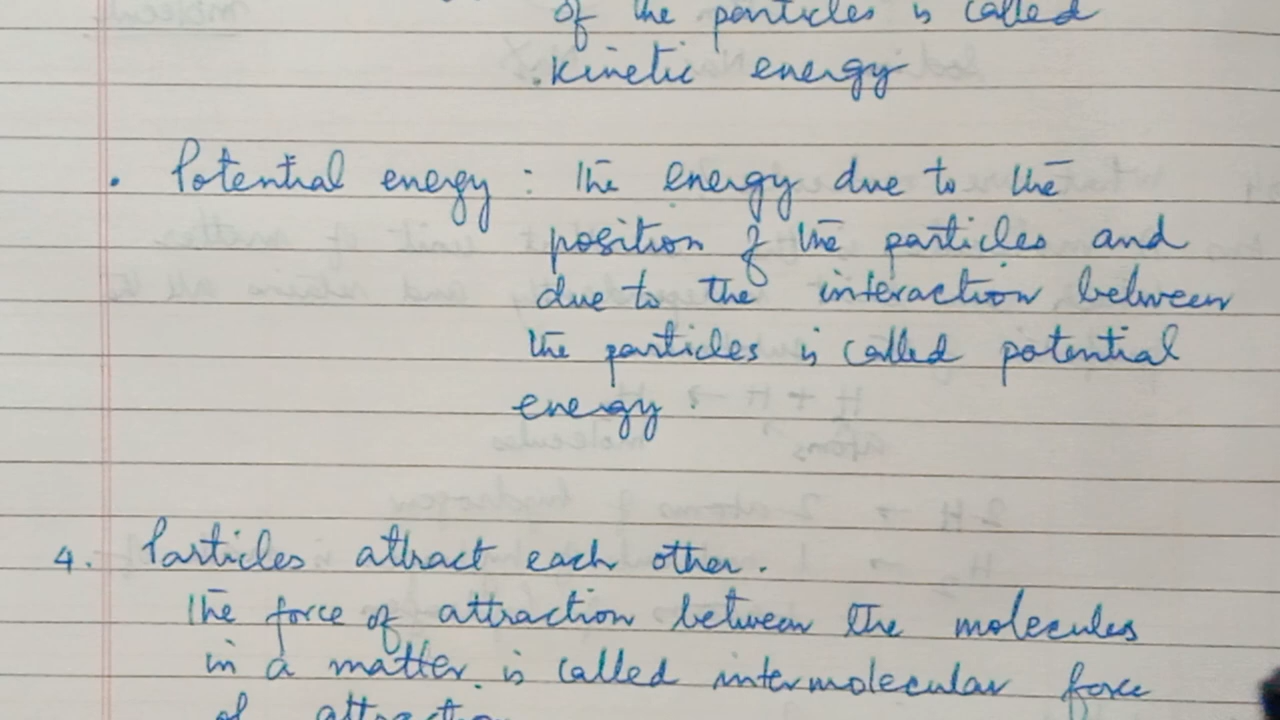 of the particles is called
kinetic energy
• Potential energy : The energy due to the
position of the particles and
due to the interaction between
the particles is called potential
energy.
4. Particles attract each other.
The force of attraction between the molecules
in a matter is called intermolecular force
of attraction